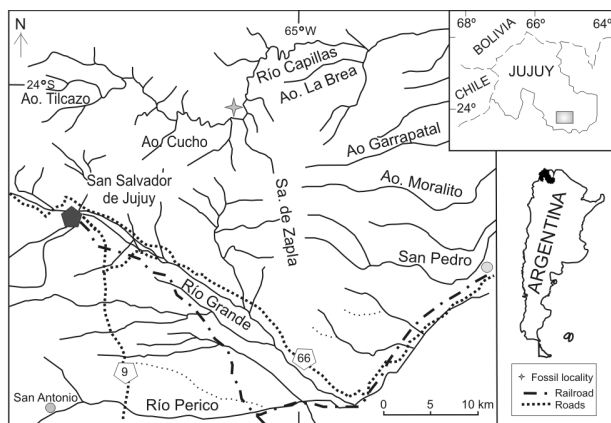 N
65°W
24°S
Ao. Tilcazo
Río Capillas
Ao. La Brea
Ao. Cucho
Ao Garrapatal
San Salvador
de Jujuy
Sa. de Zapla
Ao. Moralito
San Pedro
Río Grande
66
9
San Antonio
Río Perico
0 5 10 km
68° 66° 64°
BOLIVIA
JUJUY
CHILE
24°
ARGENTINA
Fossil locality
Railroad
Roads